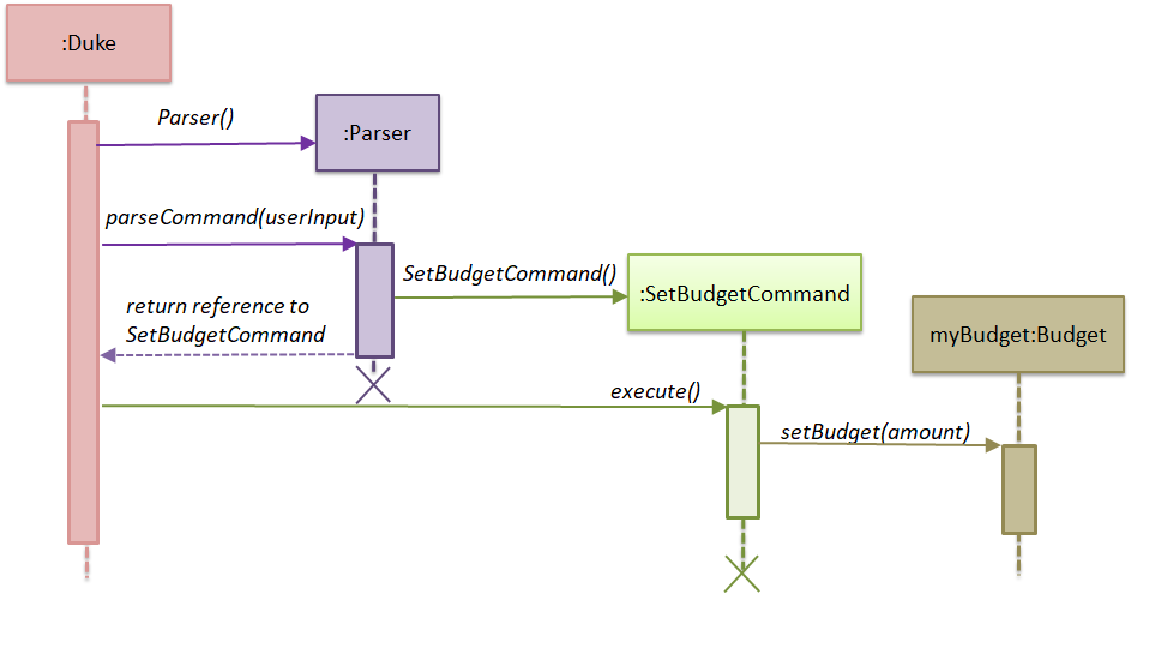 :Duke
Parser()
:Parser
parseCommand(userInput)
SetBudgetCommand()
:SetBudgetCommand
return reference to
SetBudgetCommand
myBudget:Budget
execute()
setBudget(amount)